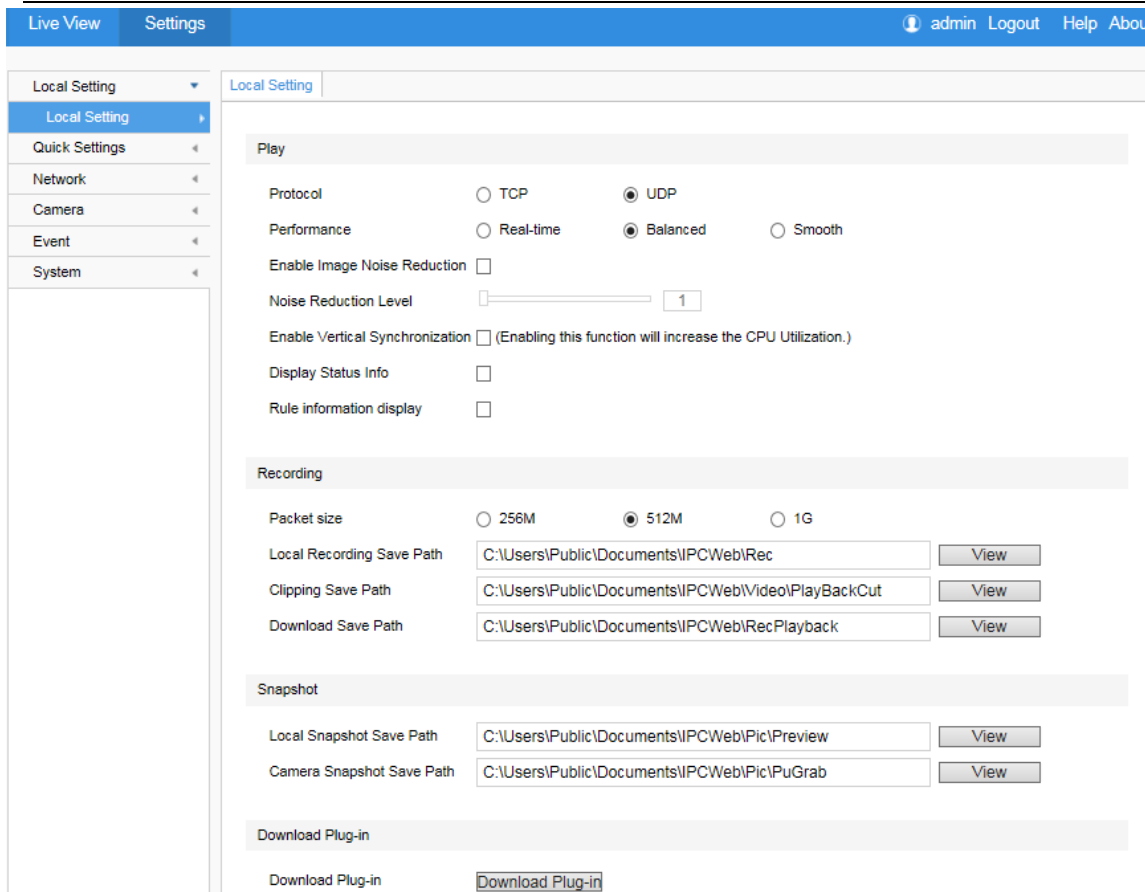 Live View Settings admin Logout Help Abou
Local Setting Local Setting
Local Setting
Quick Settings Play
Network Protocol TCP UDP
Camera Performance Real-time Balanced Smooth
Event Enable Image Noise Reduction
System Noise Reduction Level 1
Enable Vertical Synchronization (Enabling this function will increase the CPU Utilization.)
Display Status Info
Rule information display
Recording
Packet size 256M 512M 1G
Local Recording Save Path C:\Users\Public\Documents\IPCWeb\Rec View
Clipping Save Path C:\Users\Public\Documents\IPCWeb\Video\PlayBackCut View
Download Save Path C:\Users\Public\Documents\IPCWeb\RecPlayback View
Snapshot
Local Snapshot Save Path C:\Users\Public\Documents\IPCWeb\Pic\Preview View
Camera Snapshot Save Path C:\Users\Public\Documents\IPCWeb\Pic\PuGrab View
Download Plug-in
Download Plug-in Download Plug-in